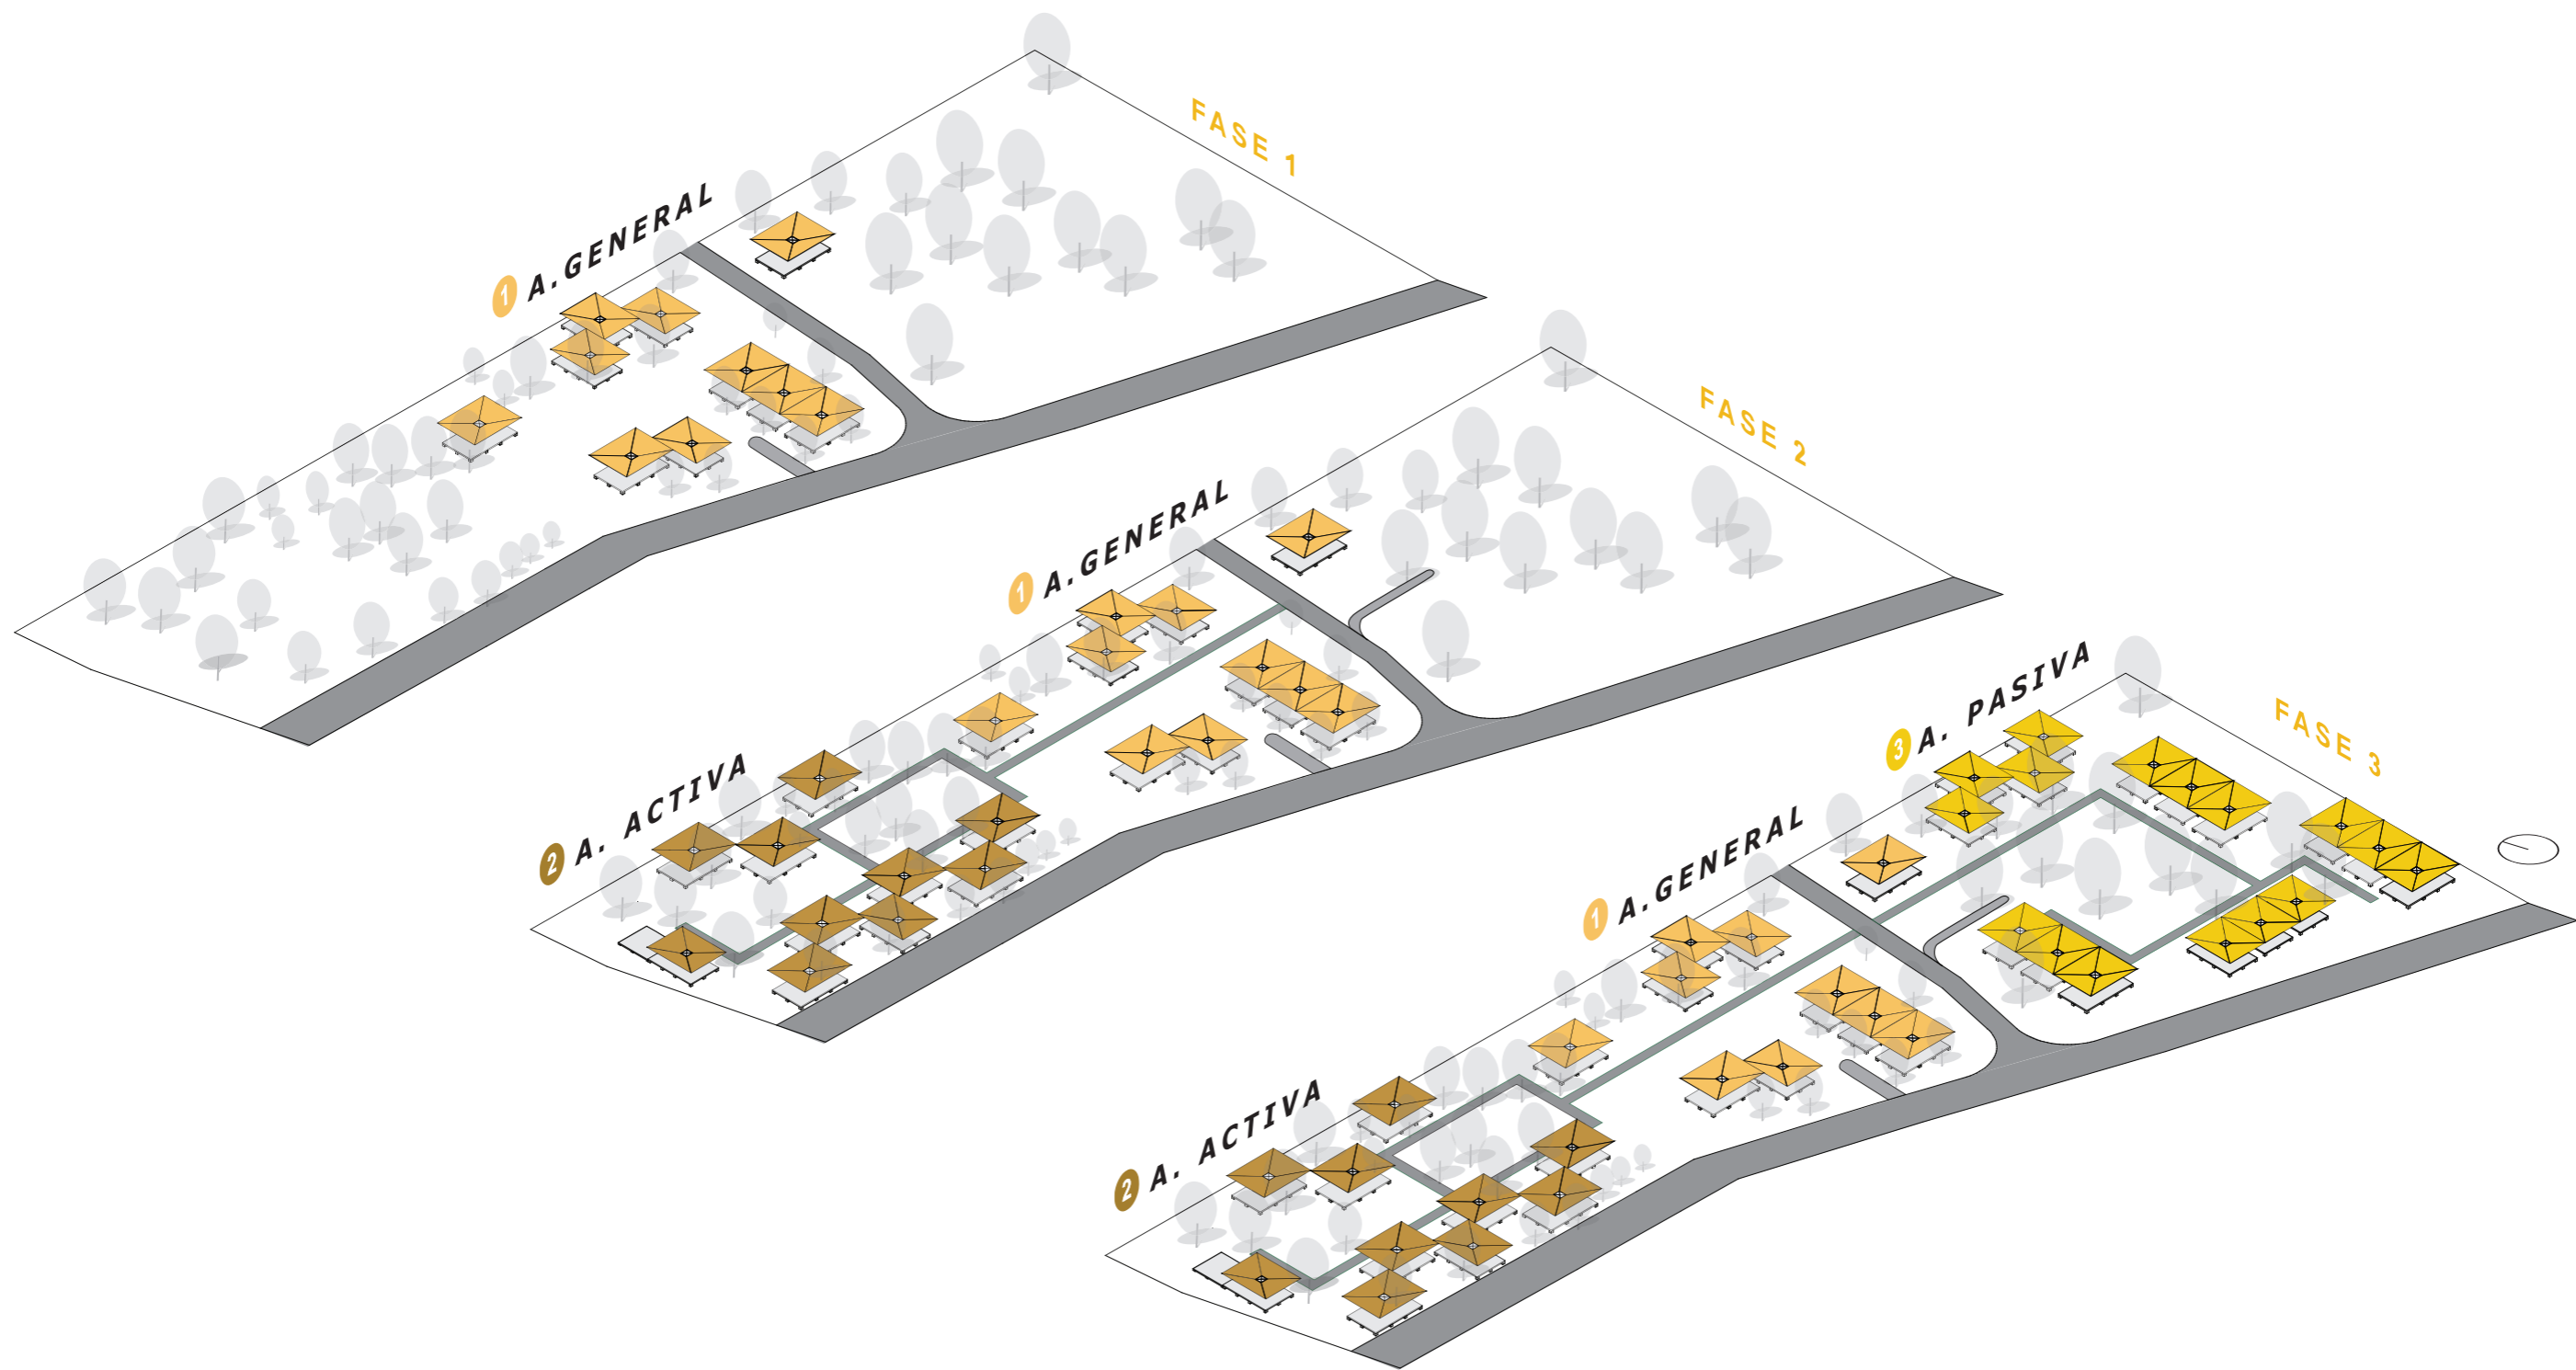 FASE 1
1 A.GENERAL
FASE 2
1 A.GENERAL
2 A. ACTIVA
FASE 3
3 A. PASIVA
1 A.GENERAL
2 A. ACTIVA